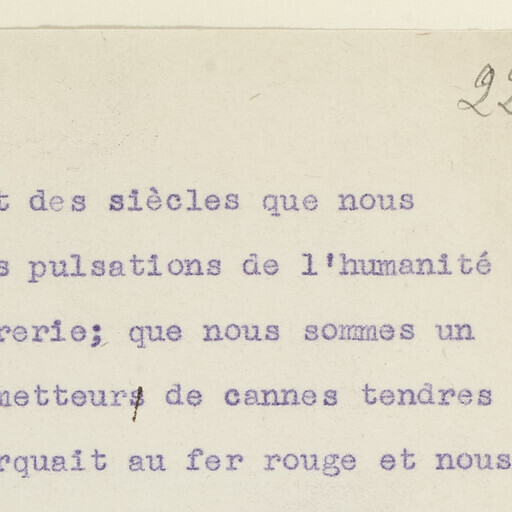 22
t des siècles que nous
s pulsations de l'humanité
rerie; que nous sommes un
metteurs de cannes tendres
rquait au fer rouge et nous